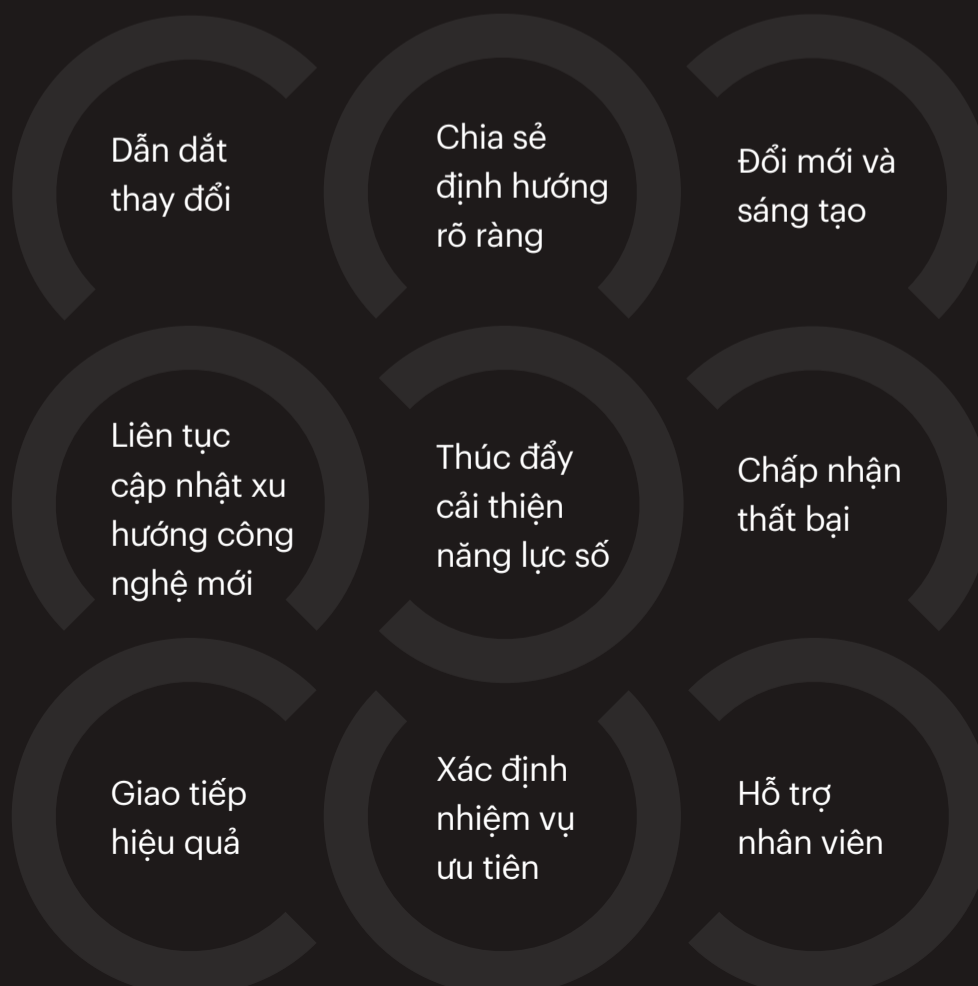 Dẫn dắt
thay đổi
Chia sẻ
định hướng
rõ ràng
Đổi mới và
sáng tạo
Liên tục
cập nhật xu
hướng công
nghệ mới
Thúc đẩy
cải thiện
năng lực số
Chấp nhận
thất bại
Giao tiếp
hiệu quả
Xác định
nhiệm vụ
ưu tiên
Hỗ trợ
nhân viên